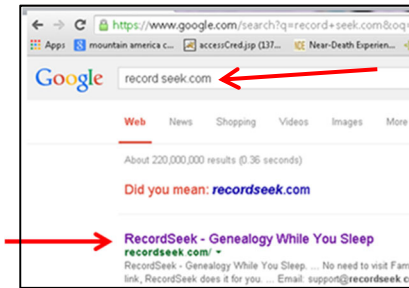 https://www.google.com/search?q=record+seek.com&oq=
Apps mountain america c... accessCred.jsp (137... Near-Death Experien...
Google record seek.com
Web News Shopping Videos Images More
About 220,000,000 results (0.36 seconds)
Did you mean: recordseek.com
RecordSeek - Genealogy While You Sleep
recordseek.com/
RecordSeek - Genealogy While You Sleep. ... No need to visit Fam
link, RecordSeek does it for you. ... Email: support@recordseek.c